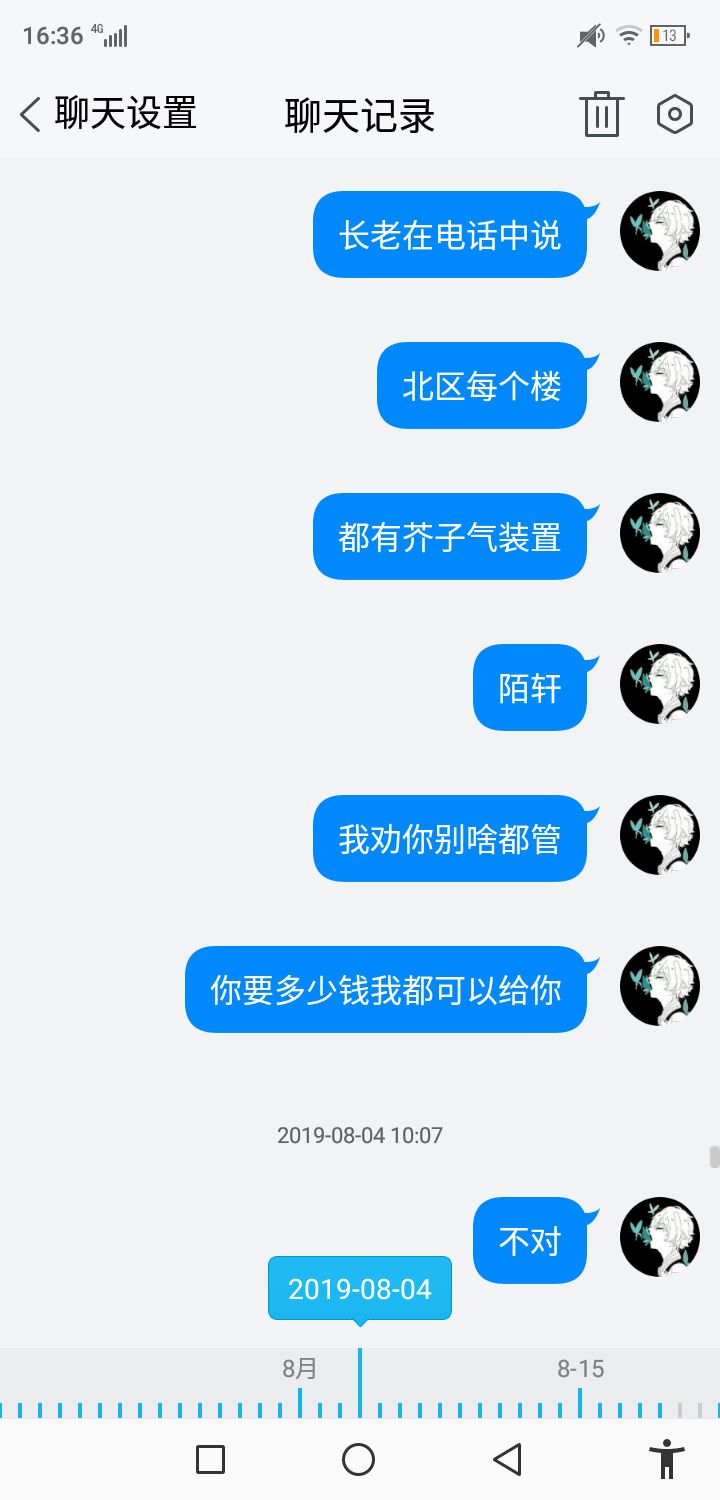 16:36 4G 13
聊天设置 聊天记录
长老在电话中说
北区每个楼
都有芥子气装置
陌轩
我劝你别啥都管
你要多少钱我都可以给你
2019-08-04 10:07
不对
2019-08-04
8月 8-15